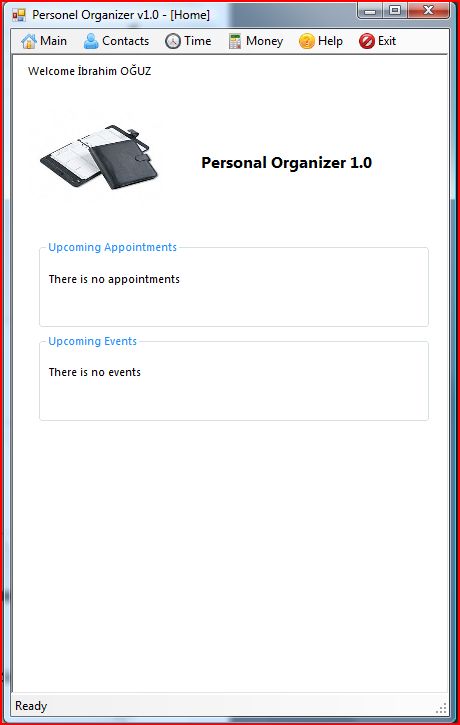 Personel Organizer v1.0 - [Home]
Main Contacts Time Money Help Exit
Welcome İbrahim OĞUZ
Personal Organizer 1.0
Upcoming Appointments
There is no appointments
Upcoming Events
There is no events
Ready